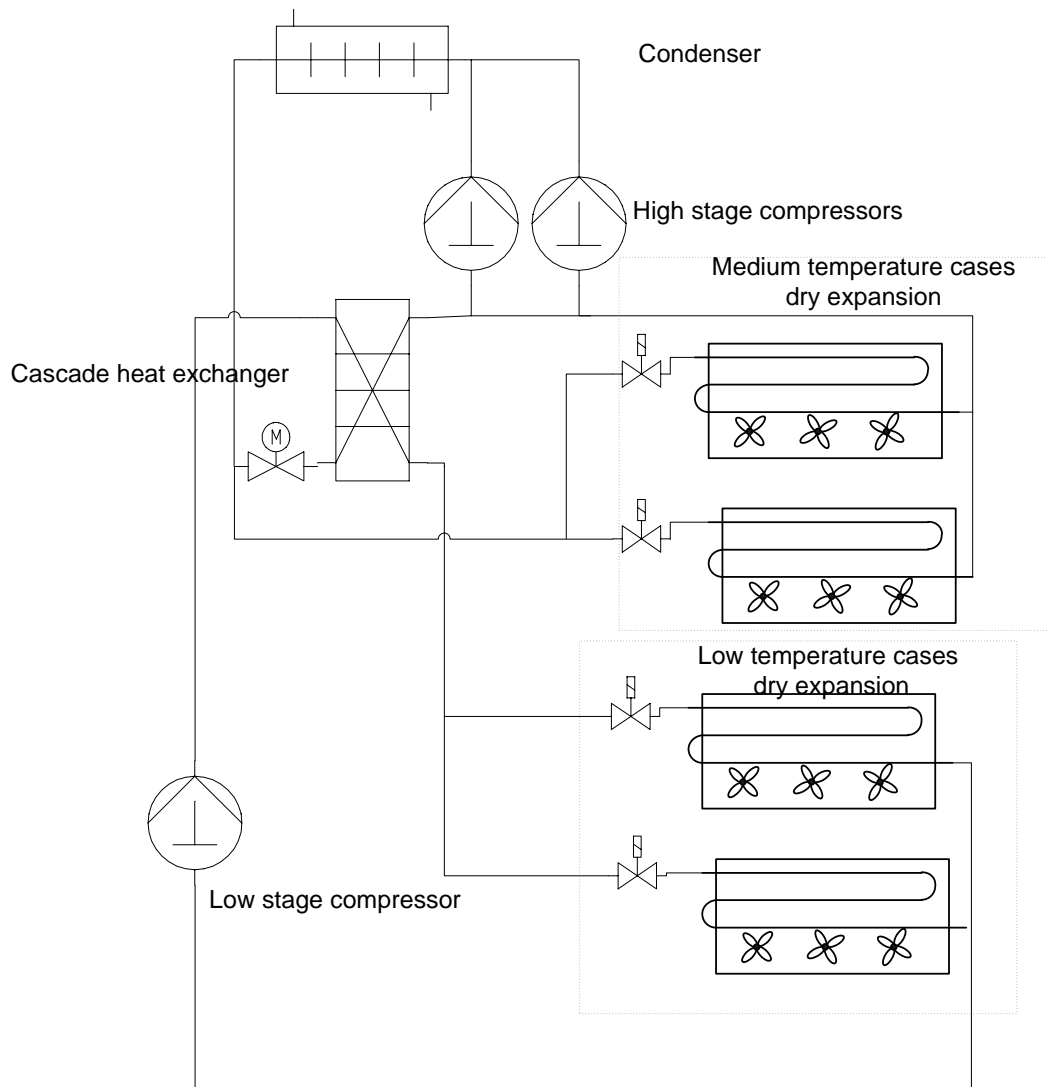 Condenser
High stage compressors
Medium temperature cases
dry expansion
Cascade heat exchanger
M
Low temperature cases
dry expansion
Low stage compressor